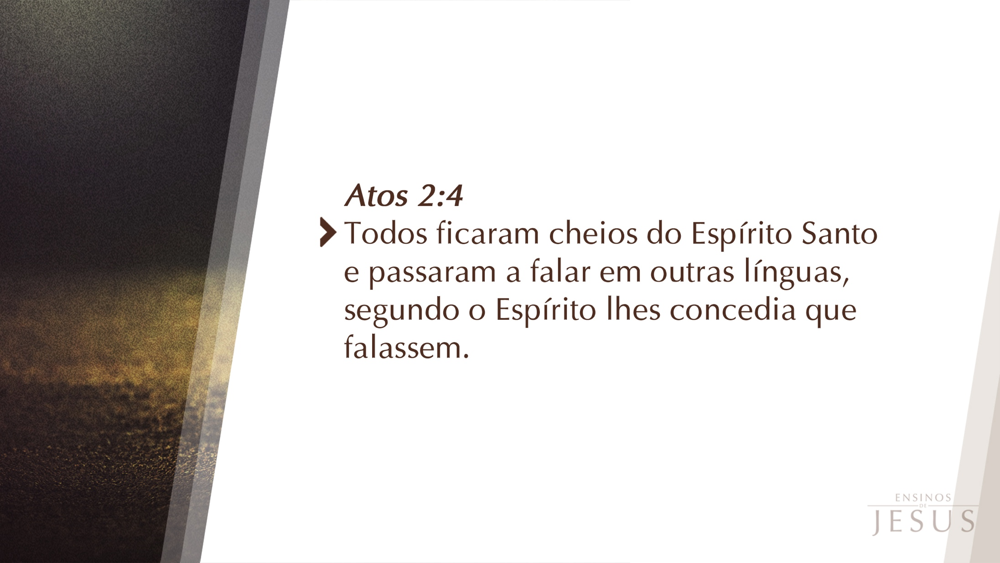 Atos 2:4
Todos ficaram cheios do Espírito Santo
e passaram a falar em outras línguas,
segundo o Espírito lhes concedia que
falassem.
ENSINOS
DE
JESUS